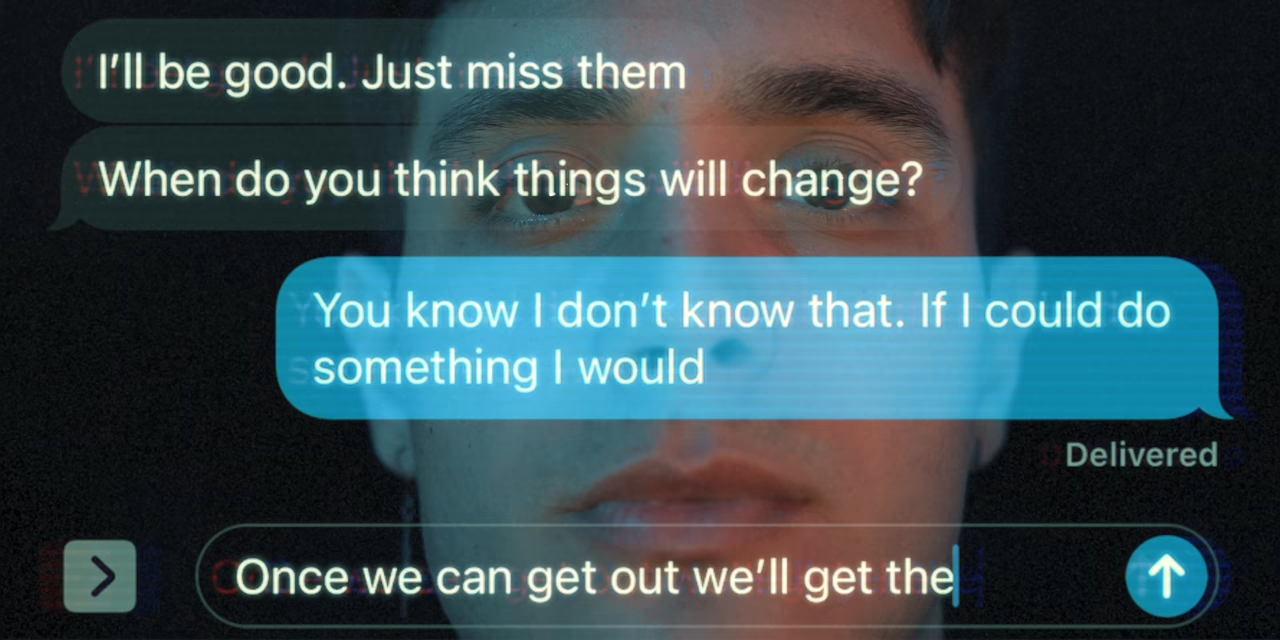 I’ll be good. Just miss them
When do you think things will change?
You know I don’t know that. If I could do
something I would
Delivered
Once we can get out we’ll get the